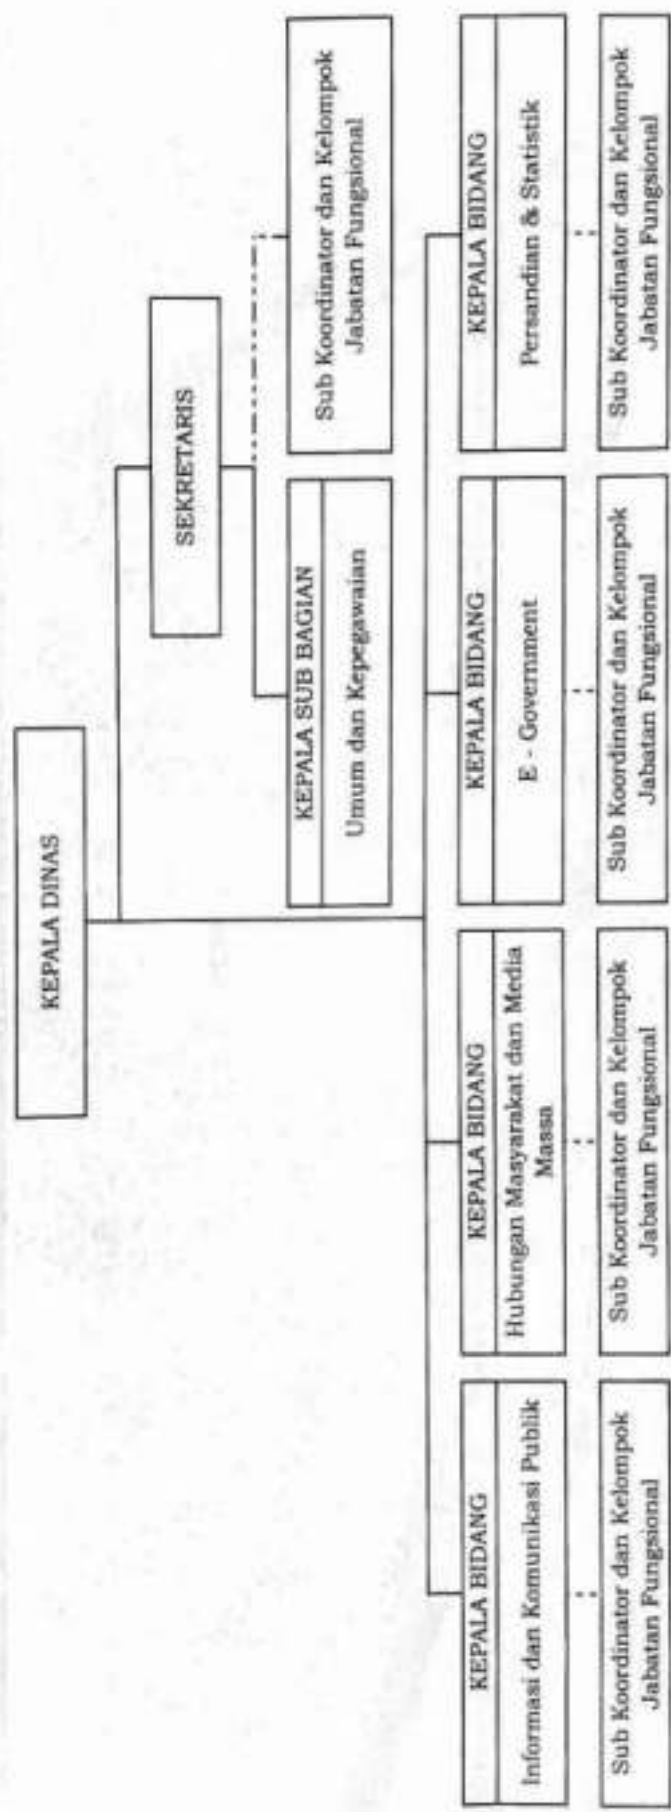 KEPALA DINAS
SEKRETARIS
KEPALA SUB BAGIAN
Umum dan Kepegawaian
Sub Koordinator dan Kelompok
Jabatan Fungsional
KEPALA BIDANG
Informasi dan Komunikasi Publik
KEPALA BIDANG
Hubungan Masyarakat dan Media
Massa
KEPALA BIDANG
E - Government
KEPALA BIDANG
Persandian & Statistik
Sub Koordinator dan Kelompok
Jabatan Fungsional
Sub Koordinator dan Kelompok
Jabatan Fungsional
Sub Koordinator dan Kelompok
Jabatan Fungsional
Sub Koordinator dan Kelompok
Jabatan Fungsional